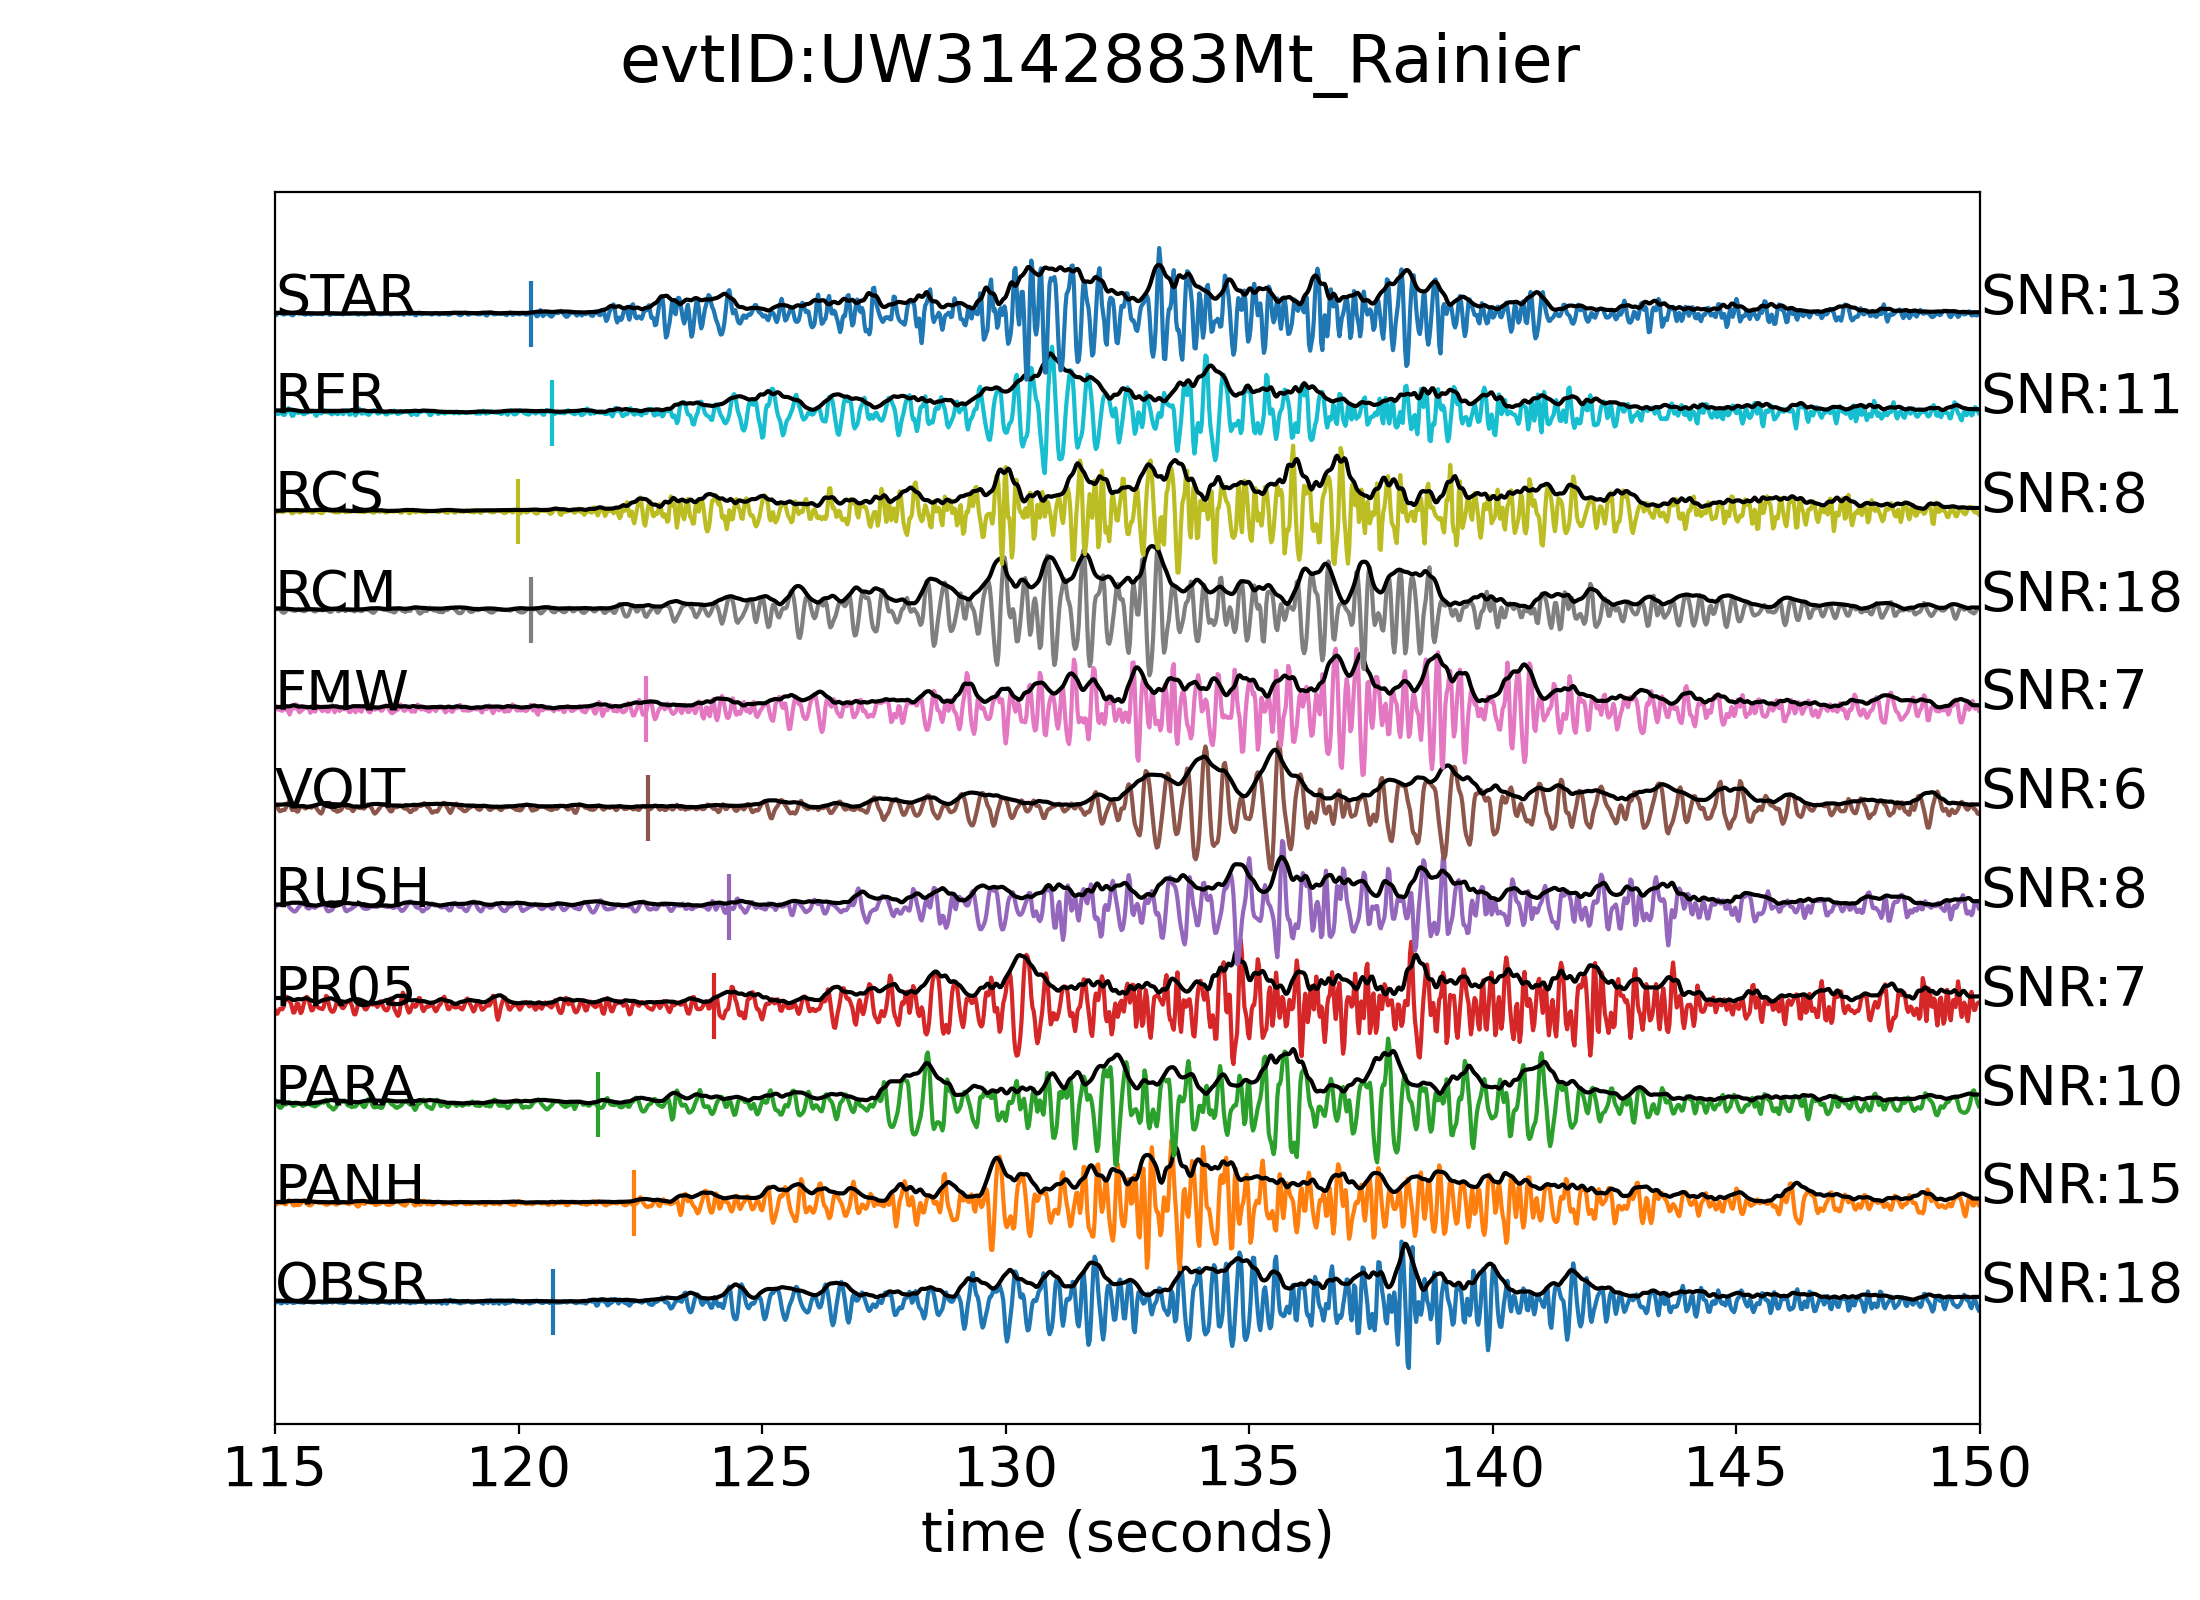 evtID:UW3142883Mt_Rainier
STAR SNR:13
RER SNR:11
RCS SNR:8
RCM SNR:18
FMW SNR:7
VOIT SNR:6
RUSH SNR:8
PR05 SNR:7
PARA SNR:10
PANH SNR:15
OBSR SNR:18
115 120 125 130 135 140 145 150
time (seconds)